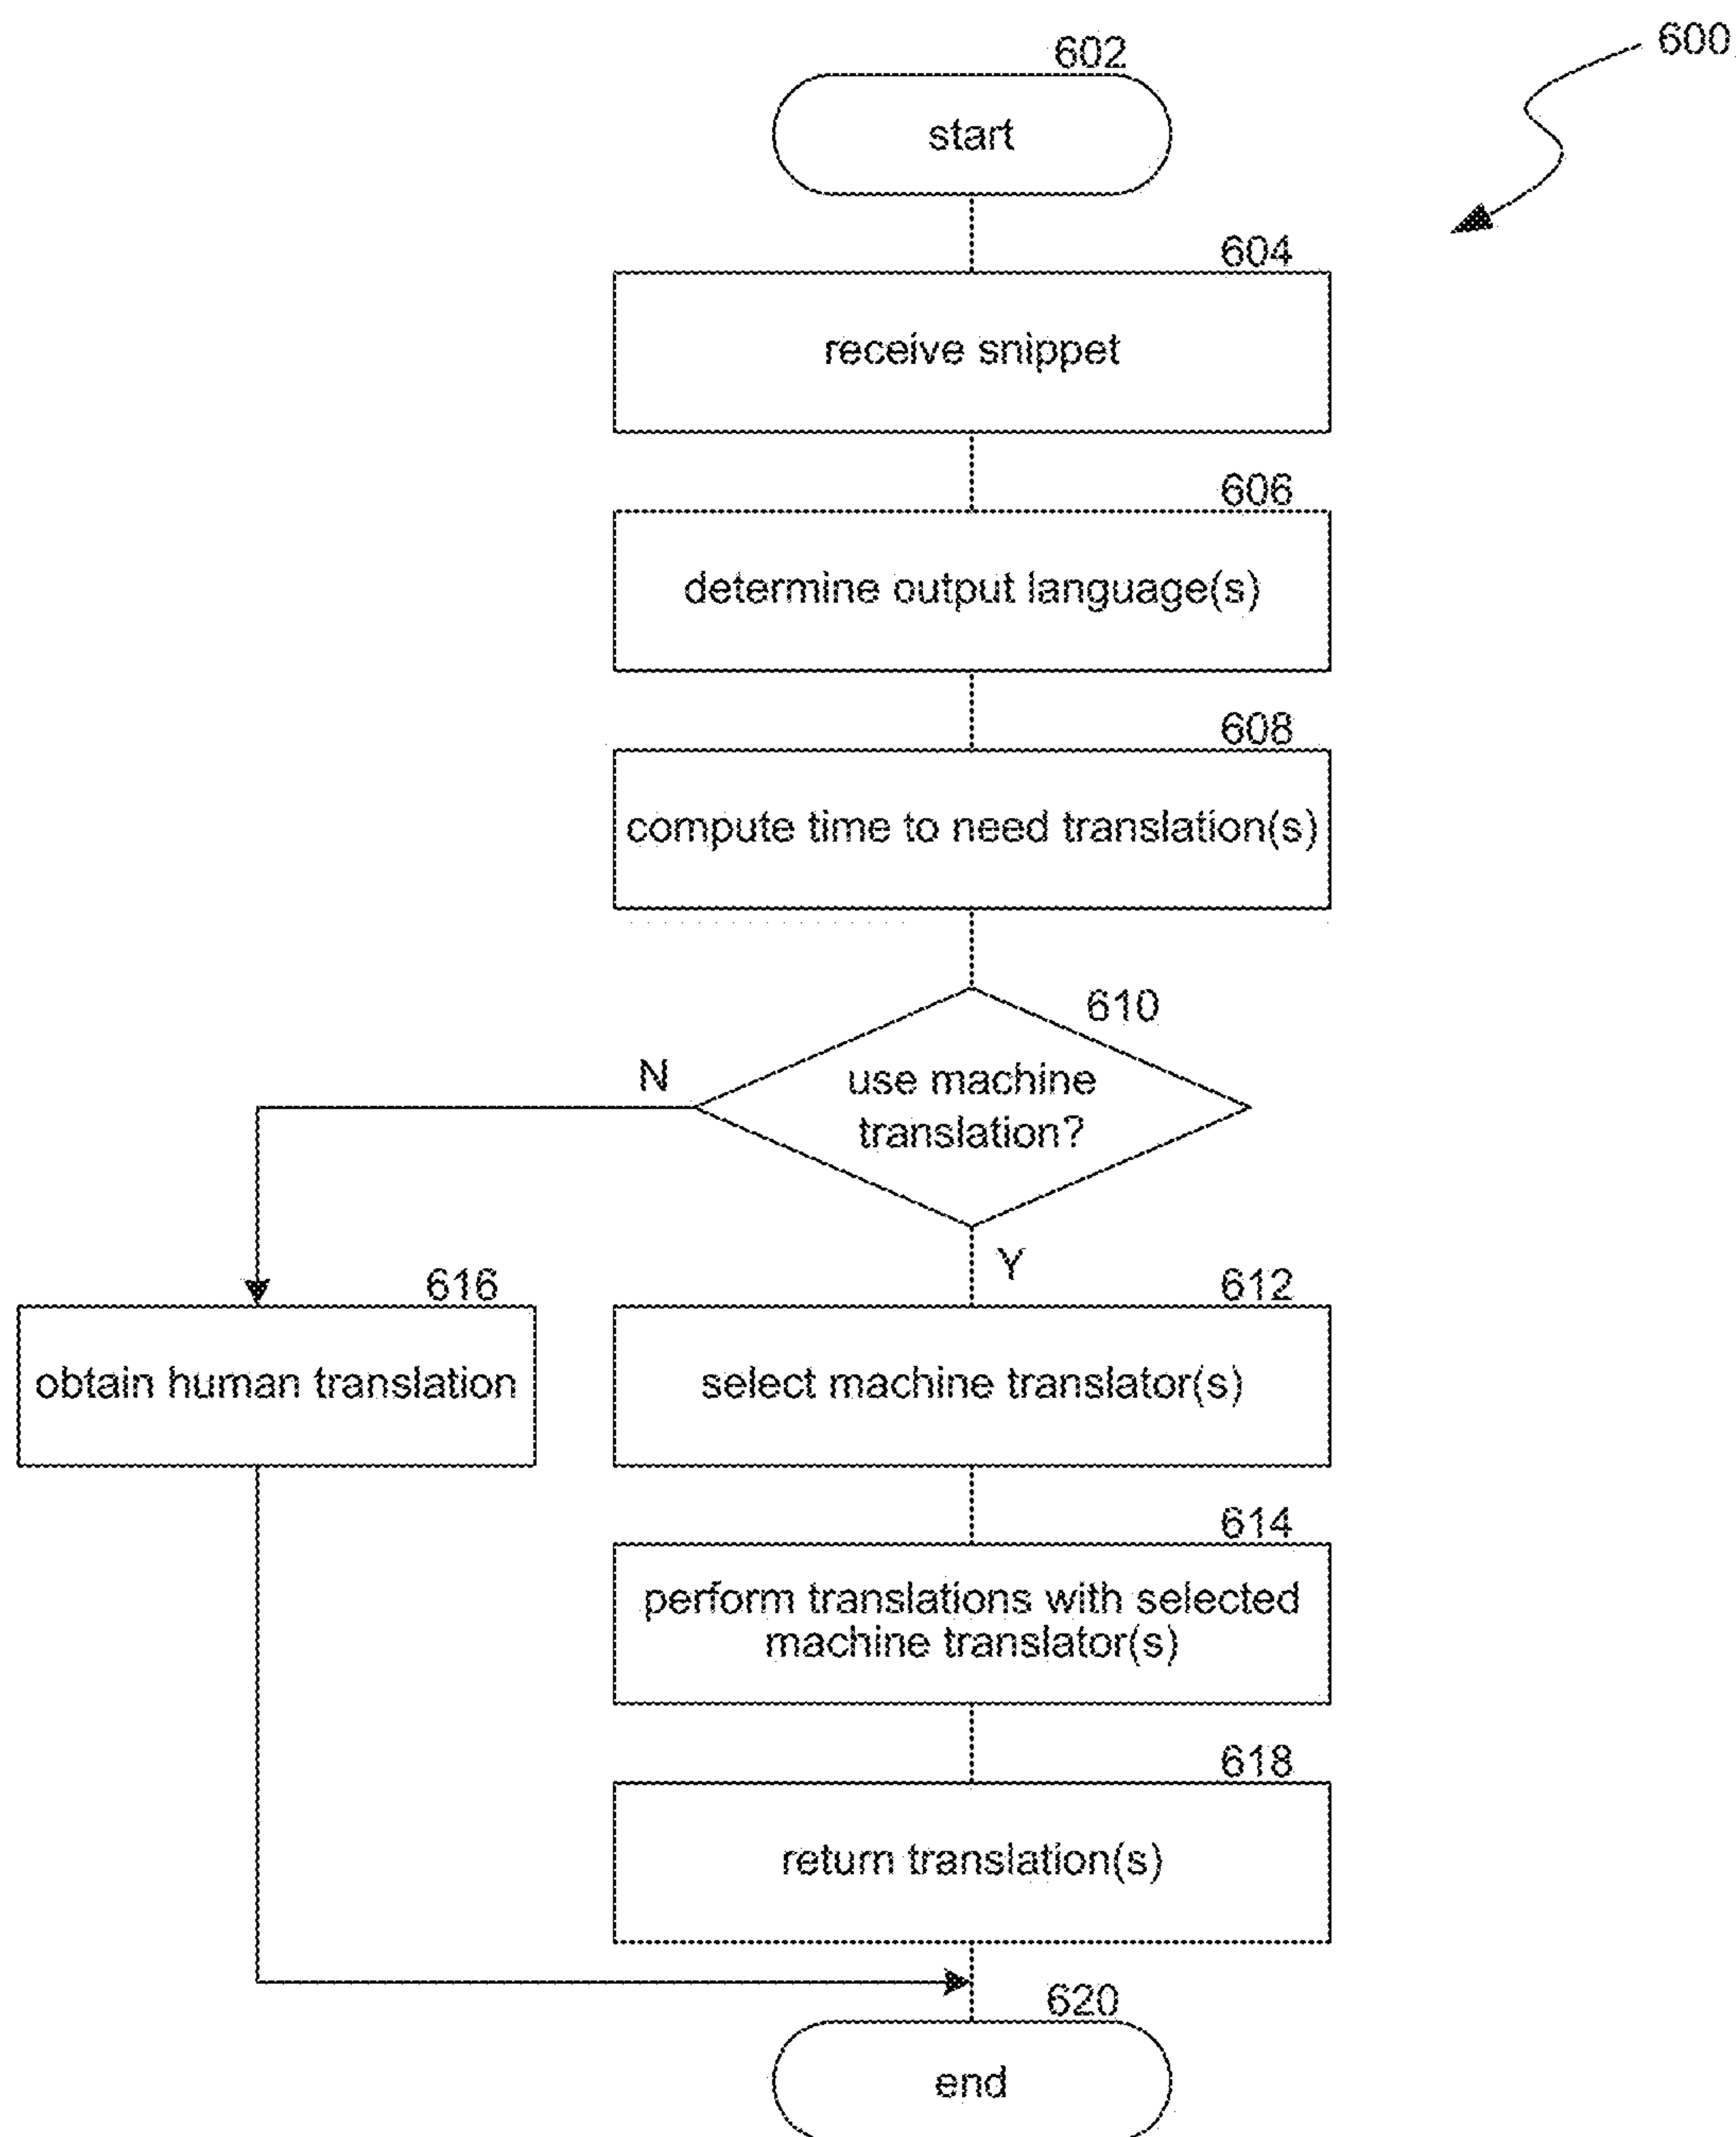 600
602
start
604
receive snippet
606
determine output language(s)
608
compute time to need translation(s)
610
use machine
translation?
N
Y
616
obtain human translation
612
select machine translator(s)
614
perform translations with selected
machine translator(s)
618
return translation(s)
620
end